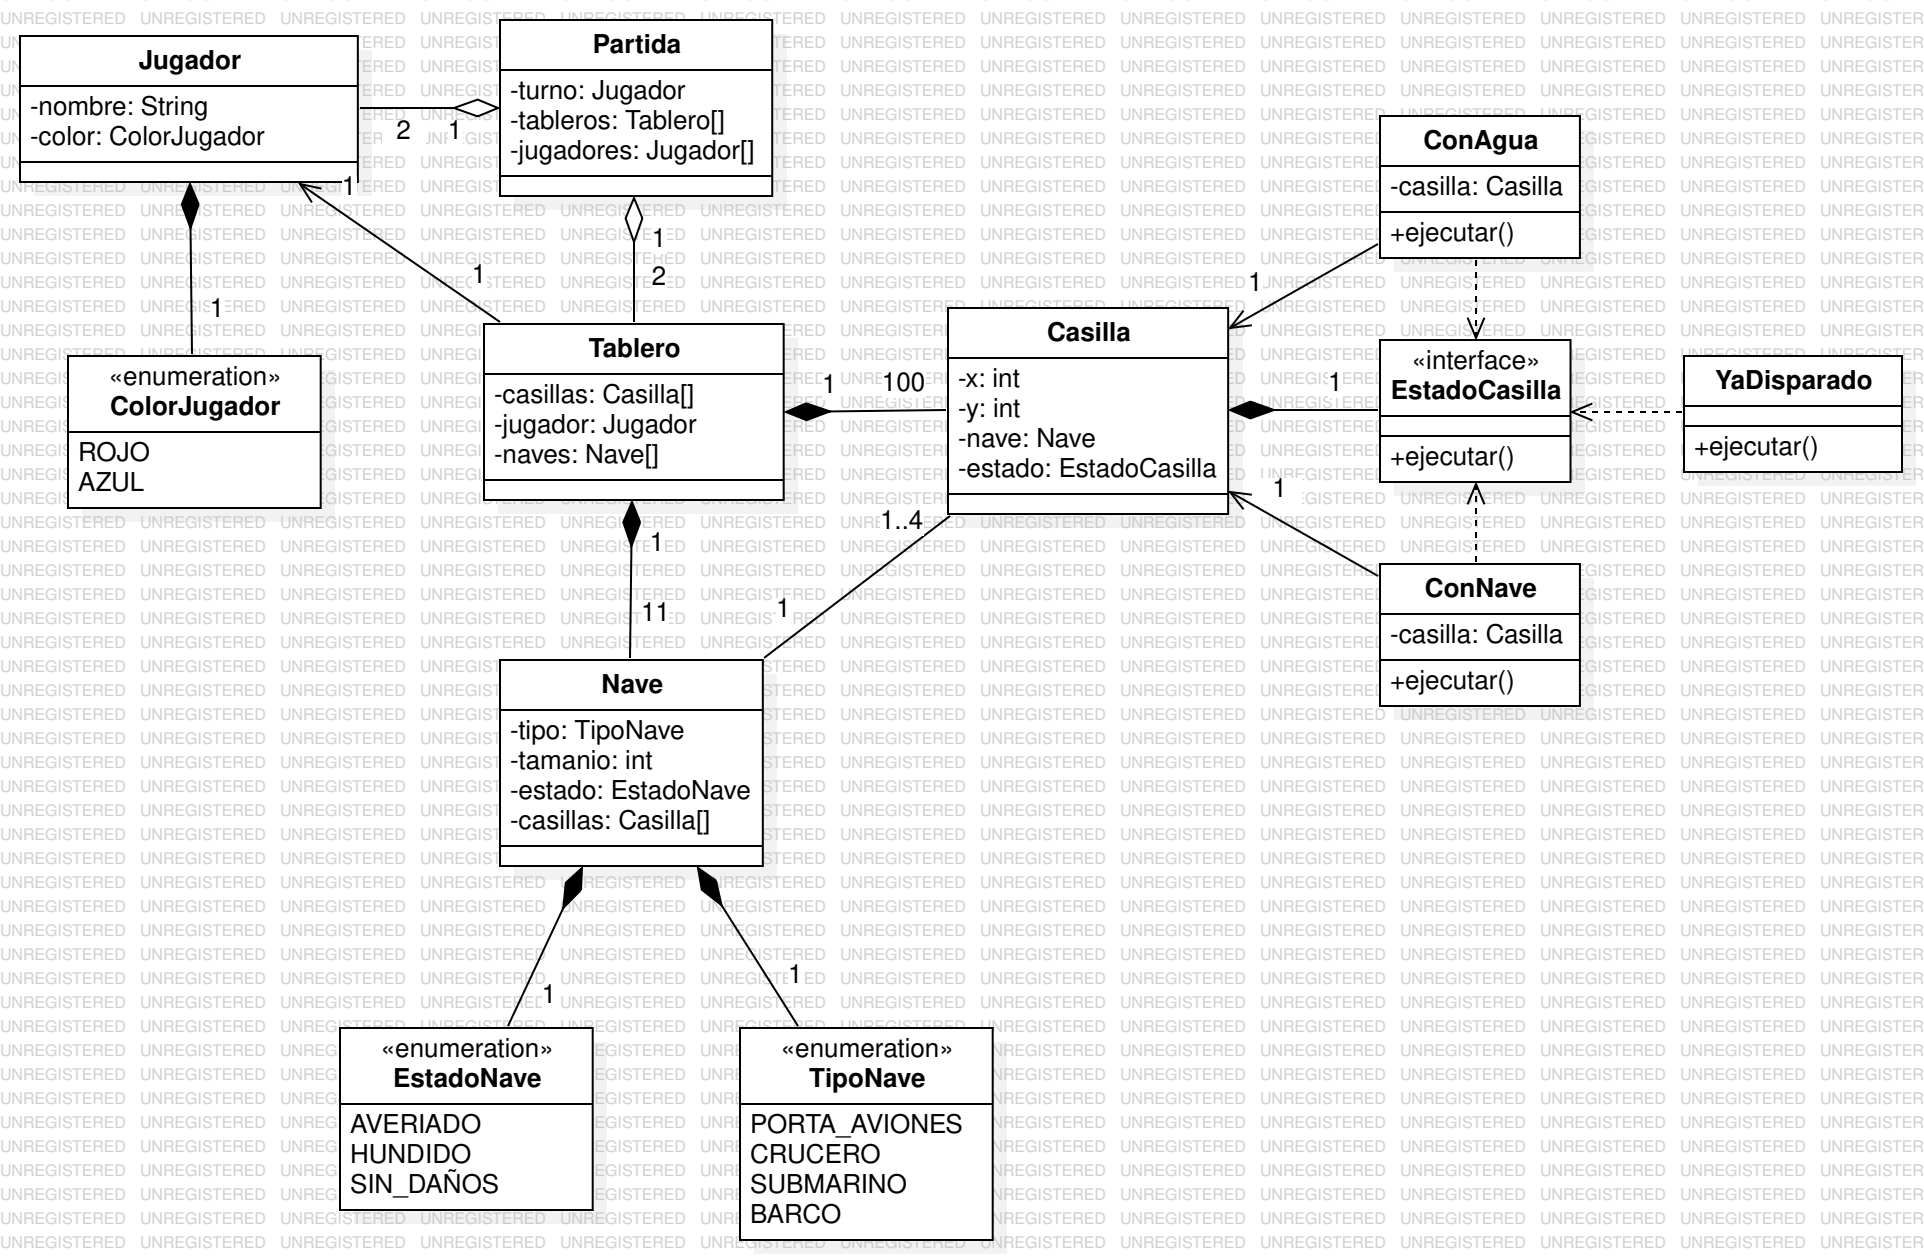 Jugador
-nombre: String
-color: ColorJugador
Partida
-turno: Jugador
-tableros: Tablero[]
-jugadores: Jugador[]
2
1
1
1
1
2
1
«enumeration»
ColorJugador
ROJO
AZUL
Tablero
-casillas: Casilla[]
-jugador: Jugador
-naves: Nave[]
1
100
Casilla
-x: int
-y: int
-nave: Nave
-estado: EstadoCasilla
ConAgua
-casilla: Casilla
+ejecutar()
1
1
«interface»
EstadoCasilla
+ejecutar()
YaDisparado
+ejecutar()
1
ConNave
-casilla: Casilla
+ejecutar()
1..4
1
1
11
Nave
-tipo: TipoNave
-tamanio: int
-estado: EstadoNave
-casillas: Casilla[]
1
1
«enumeration»
EstadoNave
AVERIADO
HUNDIDO
SIN_DAÑOS
«enumeration»
TipoNave
PORTA_AVIONES
CRUCERO
SUBMARINO
BARCO
UNREGISTERED